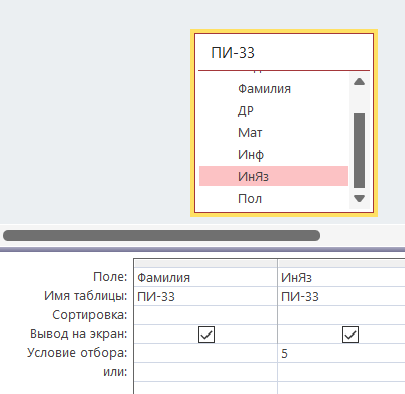 ПИ-33
Фамилия
ДР
Мат
Инф
ИнЯз
Пол
Поле: Фамилия ИнЯз
Имя таблицы: ПИ-33 ПИ-33
Сортировка:
Вывод на экран:
Условие отбора: 5
или: